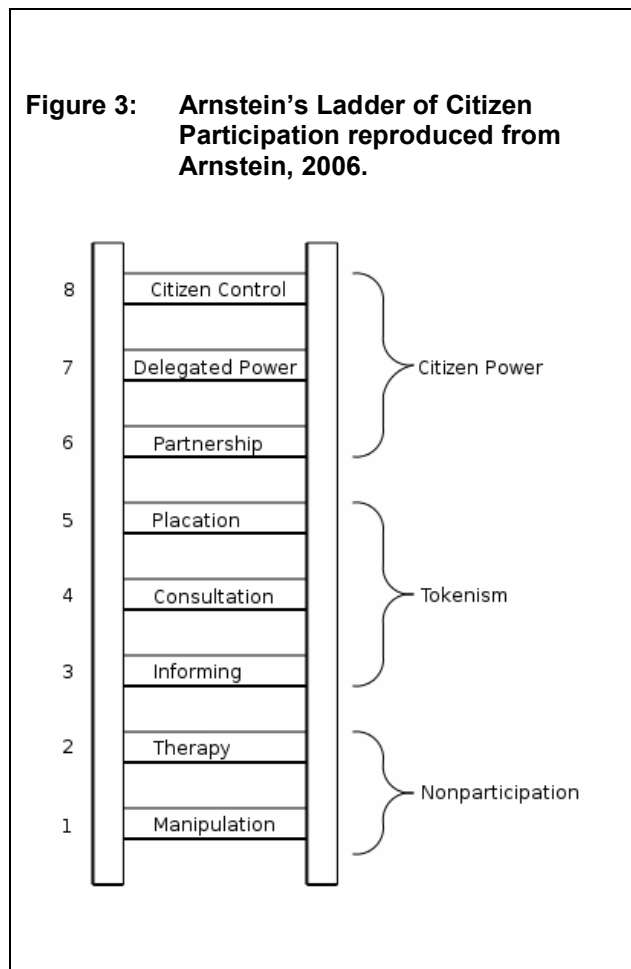 Figure 3: Arnstein’s Ladder of Citizen
Participation reproduced from
Arnstein, 2006.
8 Citizen Control
7 Delegated Power
Citizen Power
6 Partnership
5 Placation
4 Consultation
Tokenism
3 Informing
2 Therapy
Nonparticipation
1 Manipulation